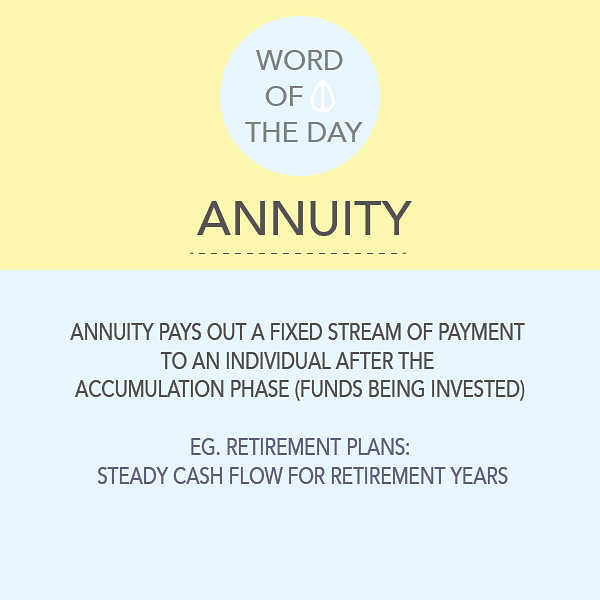 WORD
OF
THE DAY
ANNUITY
ANNUITY PAYS OUT A FIXED STREAM OF PAYMENT
TO AN INDIVIDUAL AFTER THE
ACCUMULATION PHASE (FUNDS BEING INVESTED)
EG. RETIREMENT PLANS:
STEADY CASH FLOW FOR RETIREMENT YEARS